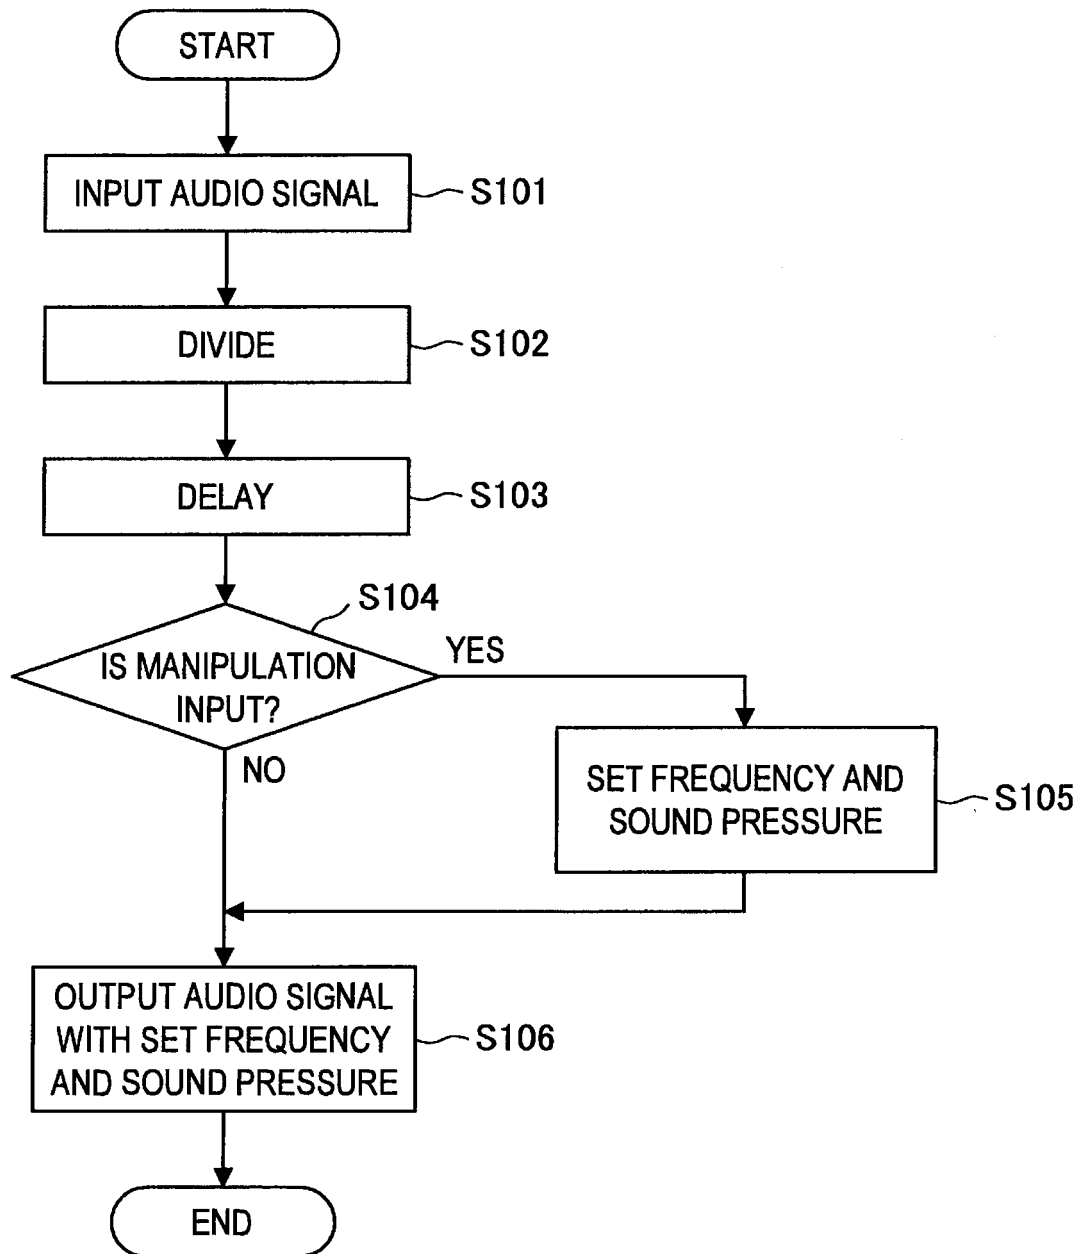 START
INPUT AUDIO SIGNAL
S101
DIVIDE
S102
DELAY
S103
S104
IS MANIPULATION
INPUT?
YES
NO
SET FREQUENCY AND
SOUND PRESSURE
S105
OUTPUT AUDIO SIGNAL
WITH SET FREQUENCY
AND SOUND PRESSURE
S106
END